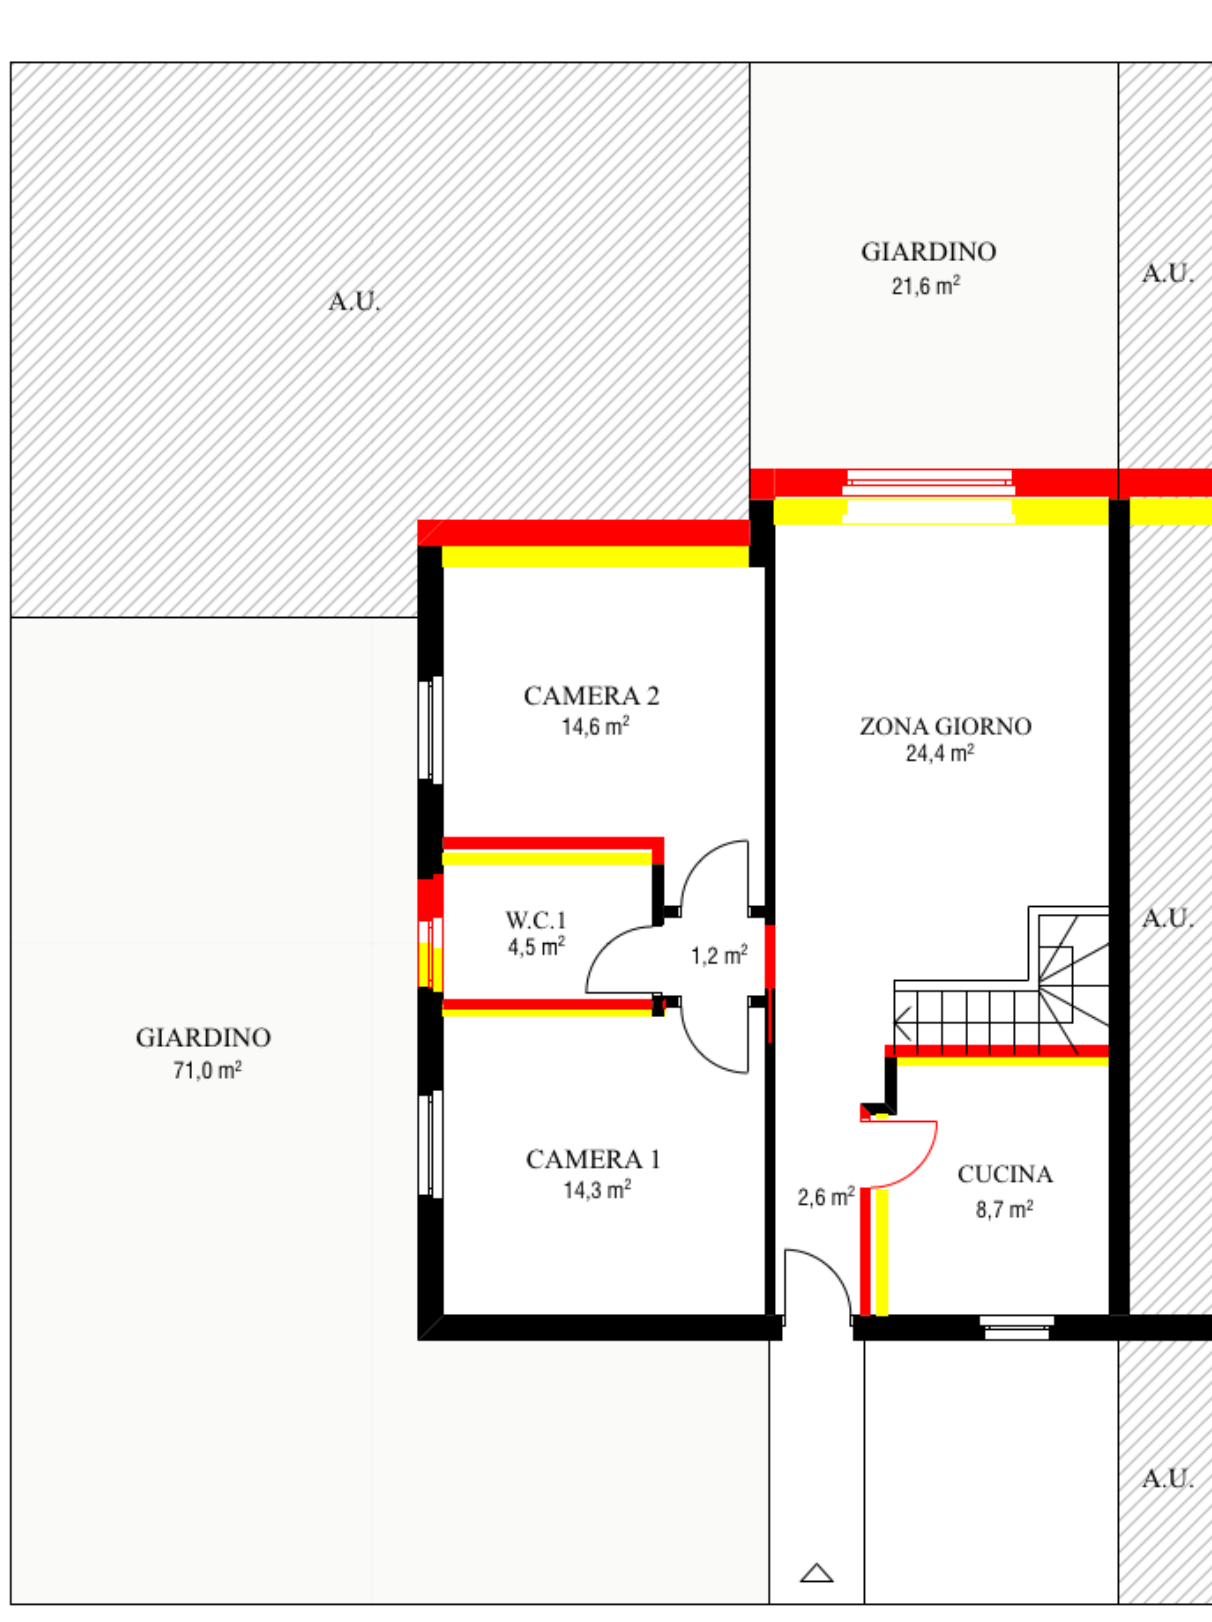 GIARDINO
21,6 m²
A.U.
A.U.
CAMERA 2
14,6 m²
ZONA GIORNO
24,4 m²
W.C.1
4,5 m²
1,2 m²
A.U.
GIARDINO
71,0 m²
CAMERA 1
14,3 m²
CUCINA
8,7 m²
2,6 m²
A.U.